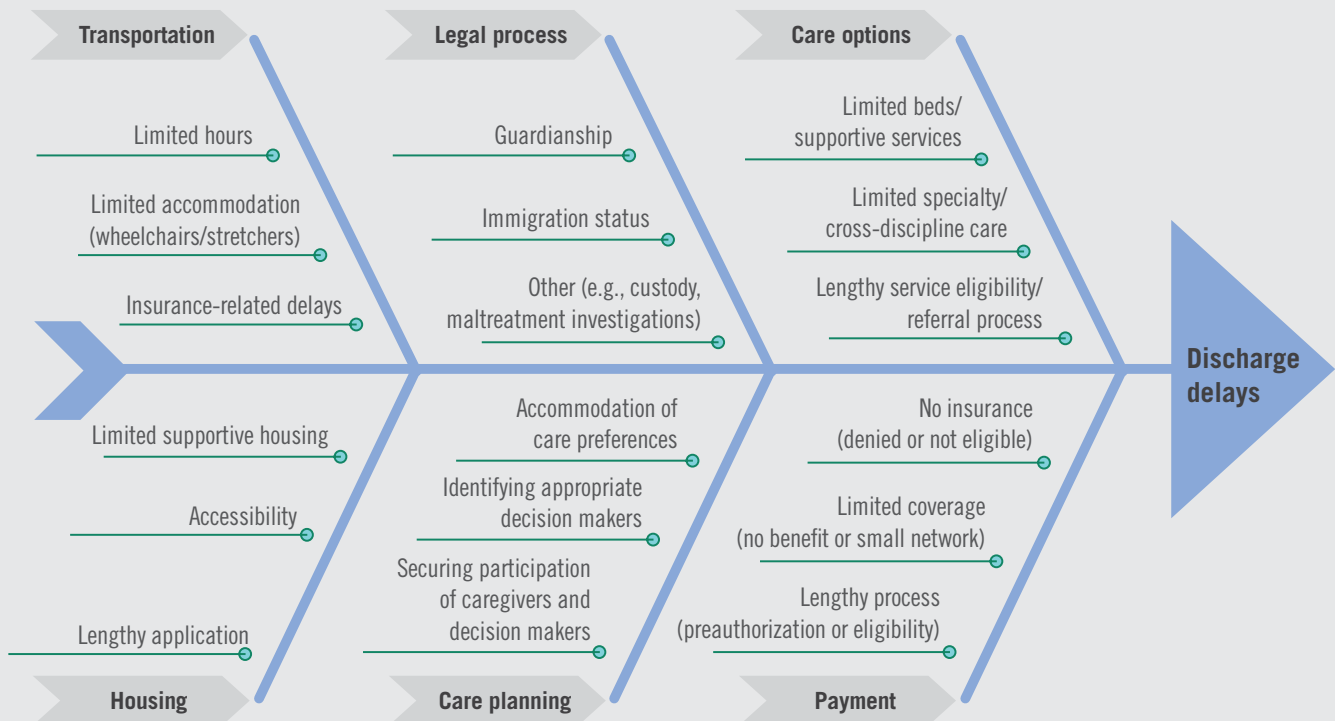 Transportation
Legal process
Care options
Limited hours
Limited accommodation
(wheelchairs/stretchers)
Insurance-related delays
Guardianship
Immigration status
Other (e.g., custody,
maltreatment investigations)
Limited beds/
supportive services
Limited specialty/
cross-discipline care
Lengthy service eligibility/
referral process
Discharge
delays
Limited supportive housing
Accessibility
Lengthy application
Accommodation of
care preferences
Identifying appropriate
decision makers
Securing participation
of caregivers and
decision makers
No insurance
(denied or not eligible)
Limited coverage
(no benefit or small network)
Lengthy process
(preauthorization or eligibility)
Housing
Care planning
Payment